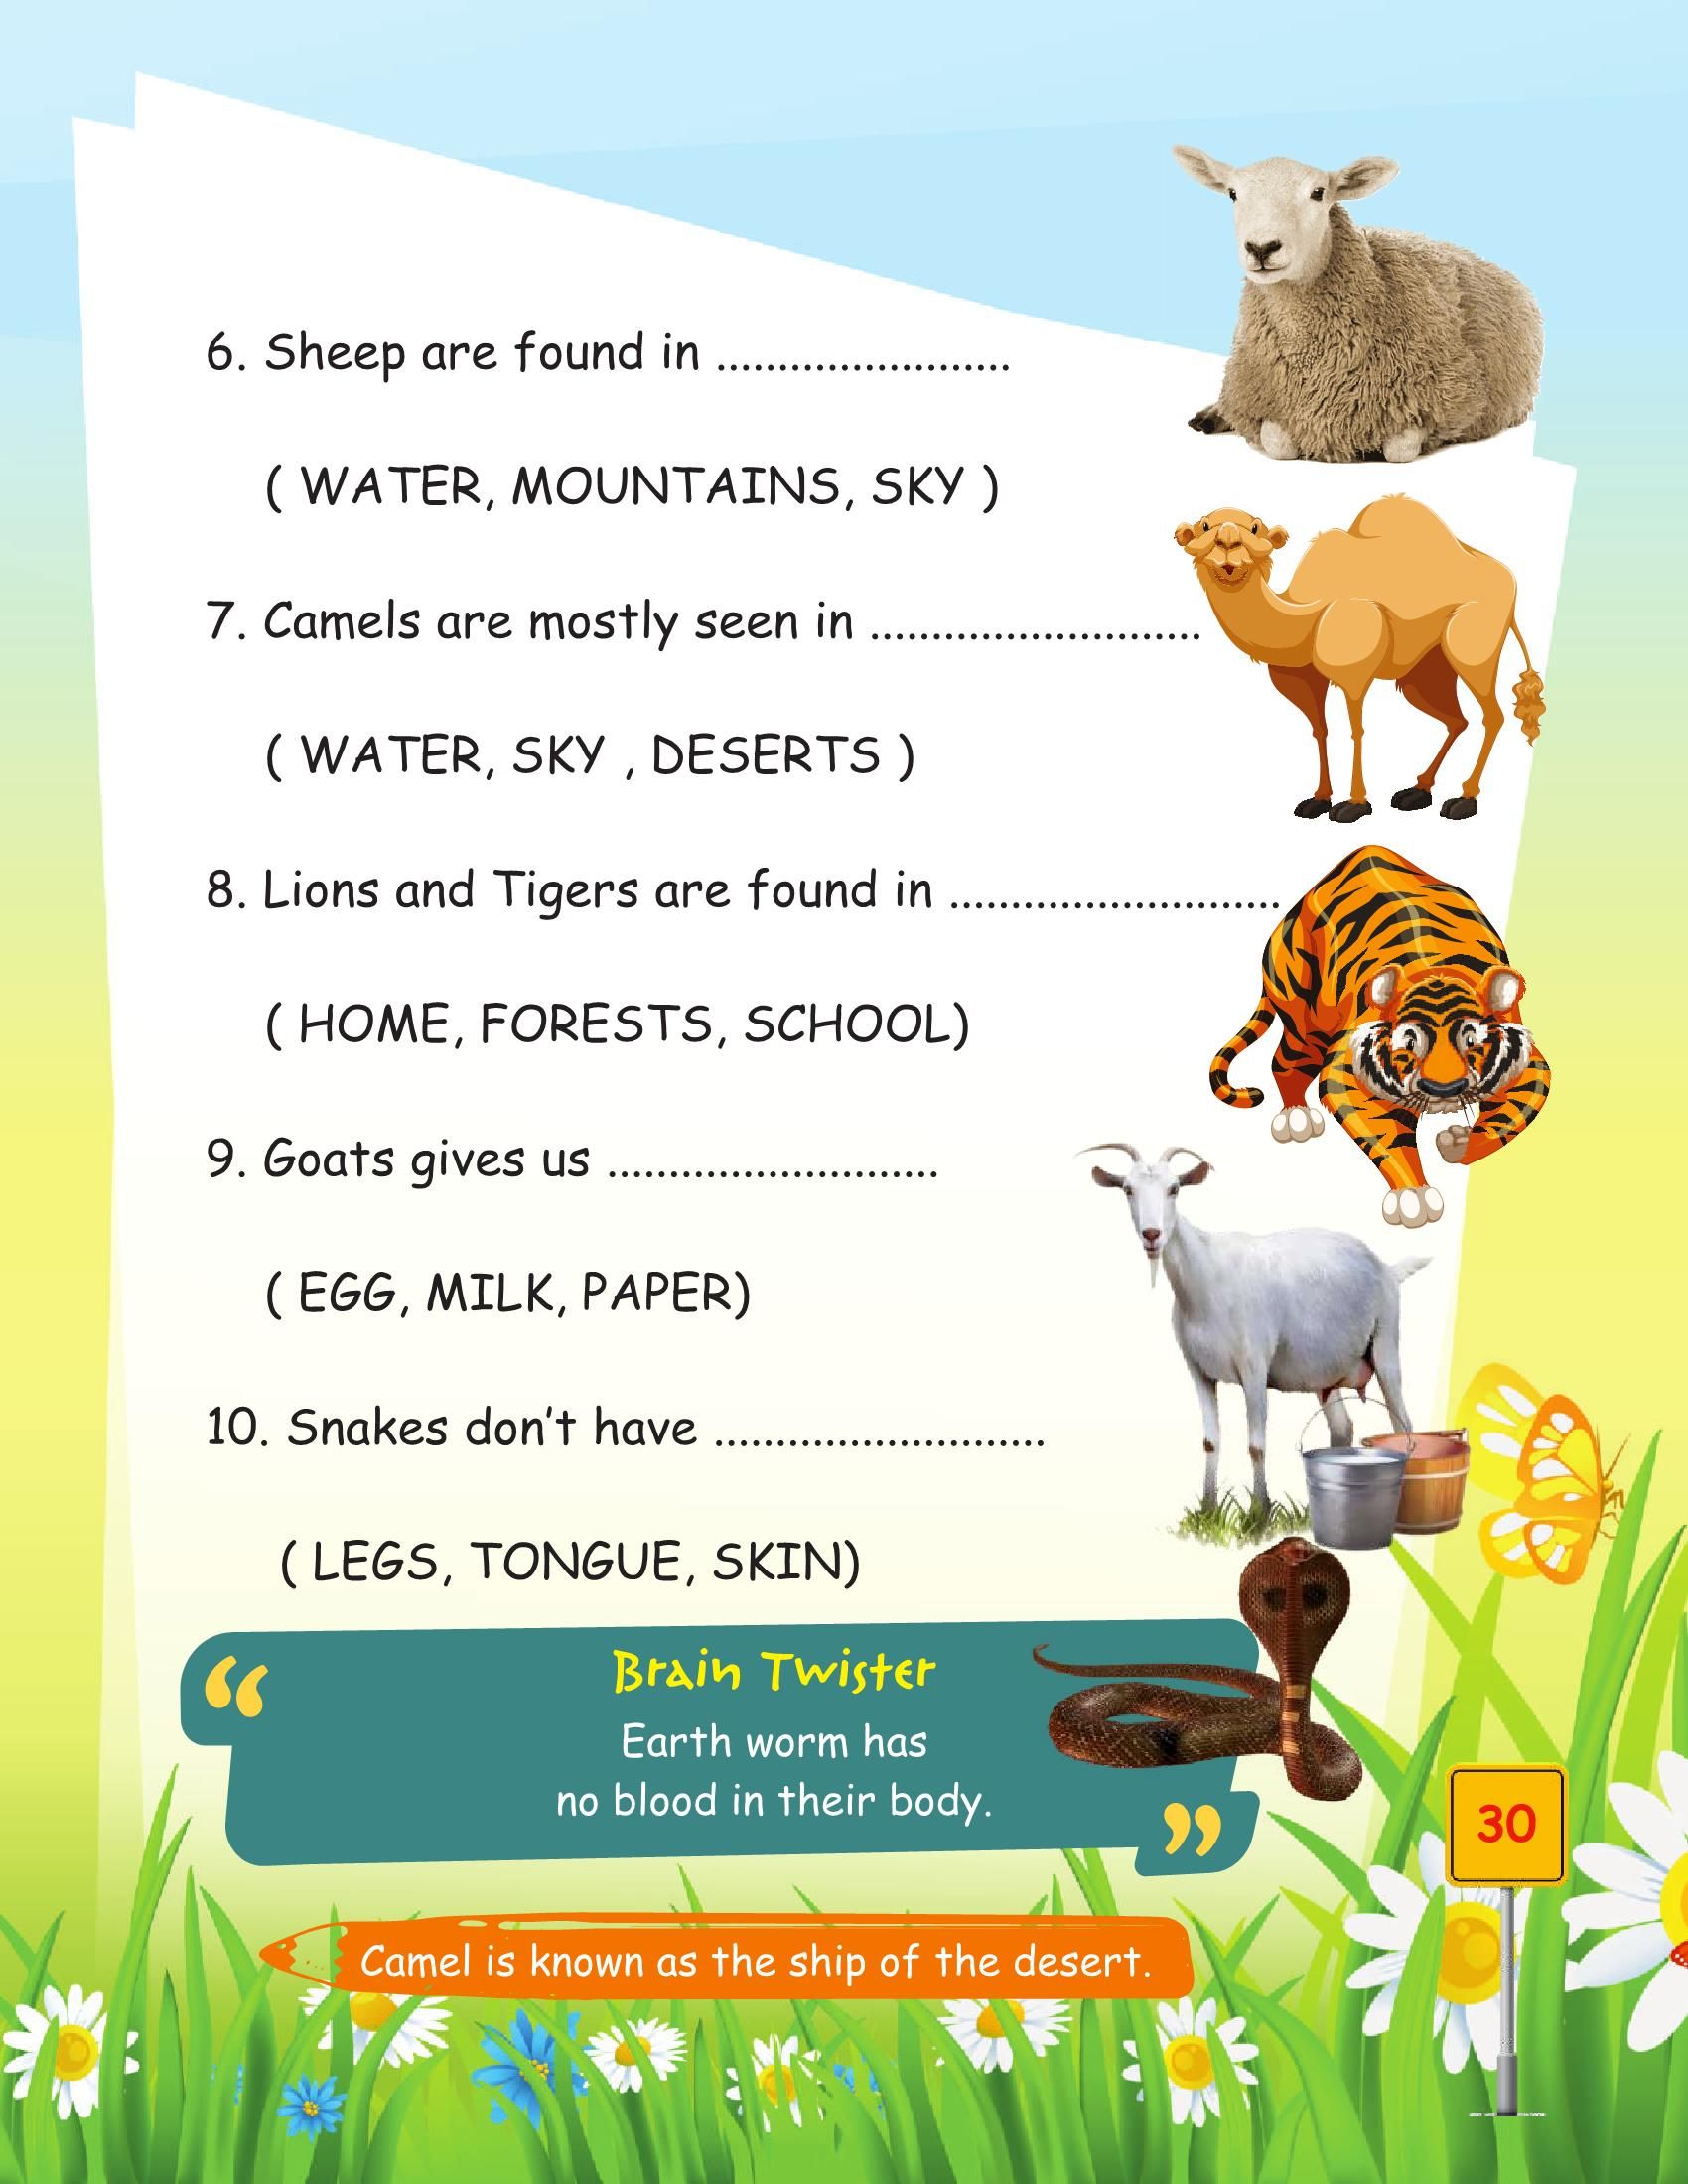 6. Sheep are found in ........................
( WATER, MOUNTAINS, SKY )
7. Camels are mostly seen in ...........................
( WATER, SKY , DESERTS )
8. Lions and Tigers are found in ...........................
( HOME, FORESTS, SCHOOL)
9. Goats gives us ...........................
( EGG, MILK, PAPER)
10. Snakes don't have ...........................
( LEGS, TONGUE, SKIN)
“
Brain Twister
Earth worm has
no blood in their body.
”
30
Camel is known as the ship of the desert.